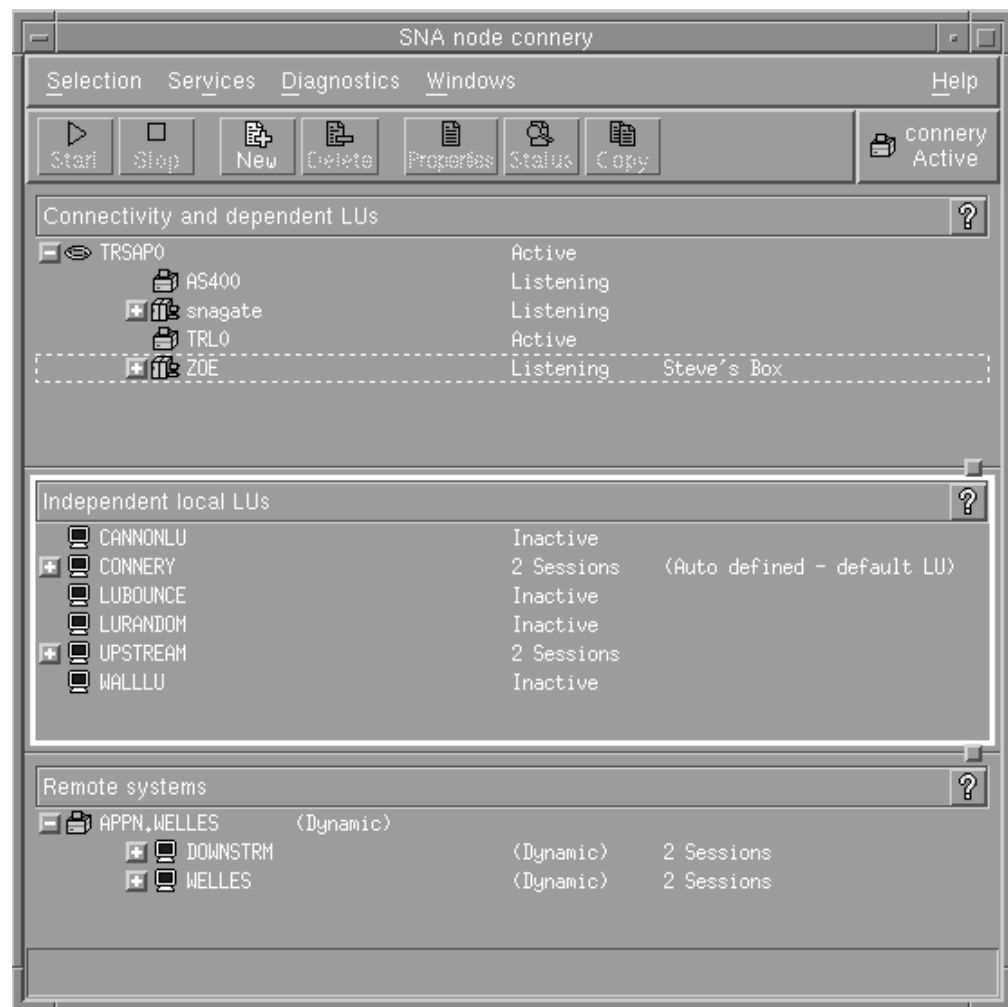 SNA node connery
Selection Services Diagnostics Windows Help
Start Stop New Delete Properties Status Copy connery Active
Connectivity and dependent LUs ?
TRSAP0 Active
AS400 Listening
snagate Listening
TRL0 Active
ZOE Listening Steve's Box
Independent local LUs ?
CANNONLU Inactive
CONNERY 2 Sessions (Auto defined - default LU)
LUBOUNCE Inactive
LURANDOM Inactive
UPSTREAM 2 Sessions
WALLLU Inactive
Remote systems ?
APPN.WELLES (Dynamic)
DOWNSTRM (Dynamic) 2 Sessions
WELLES (Dynamic) 2 Sessions